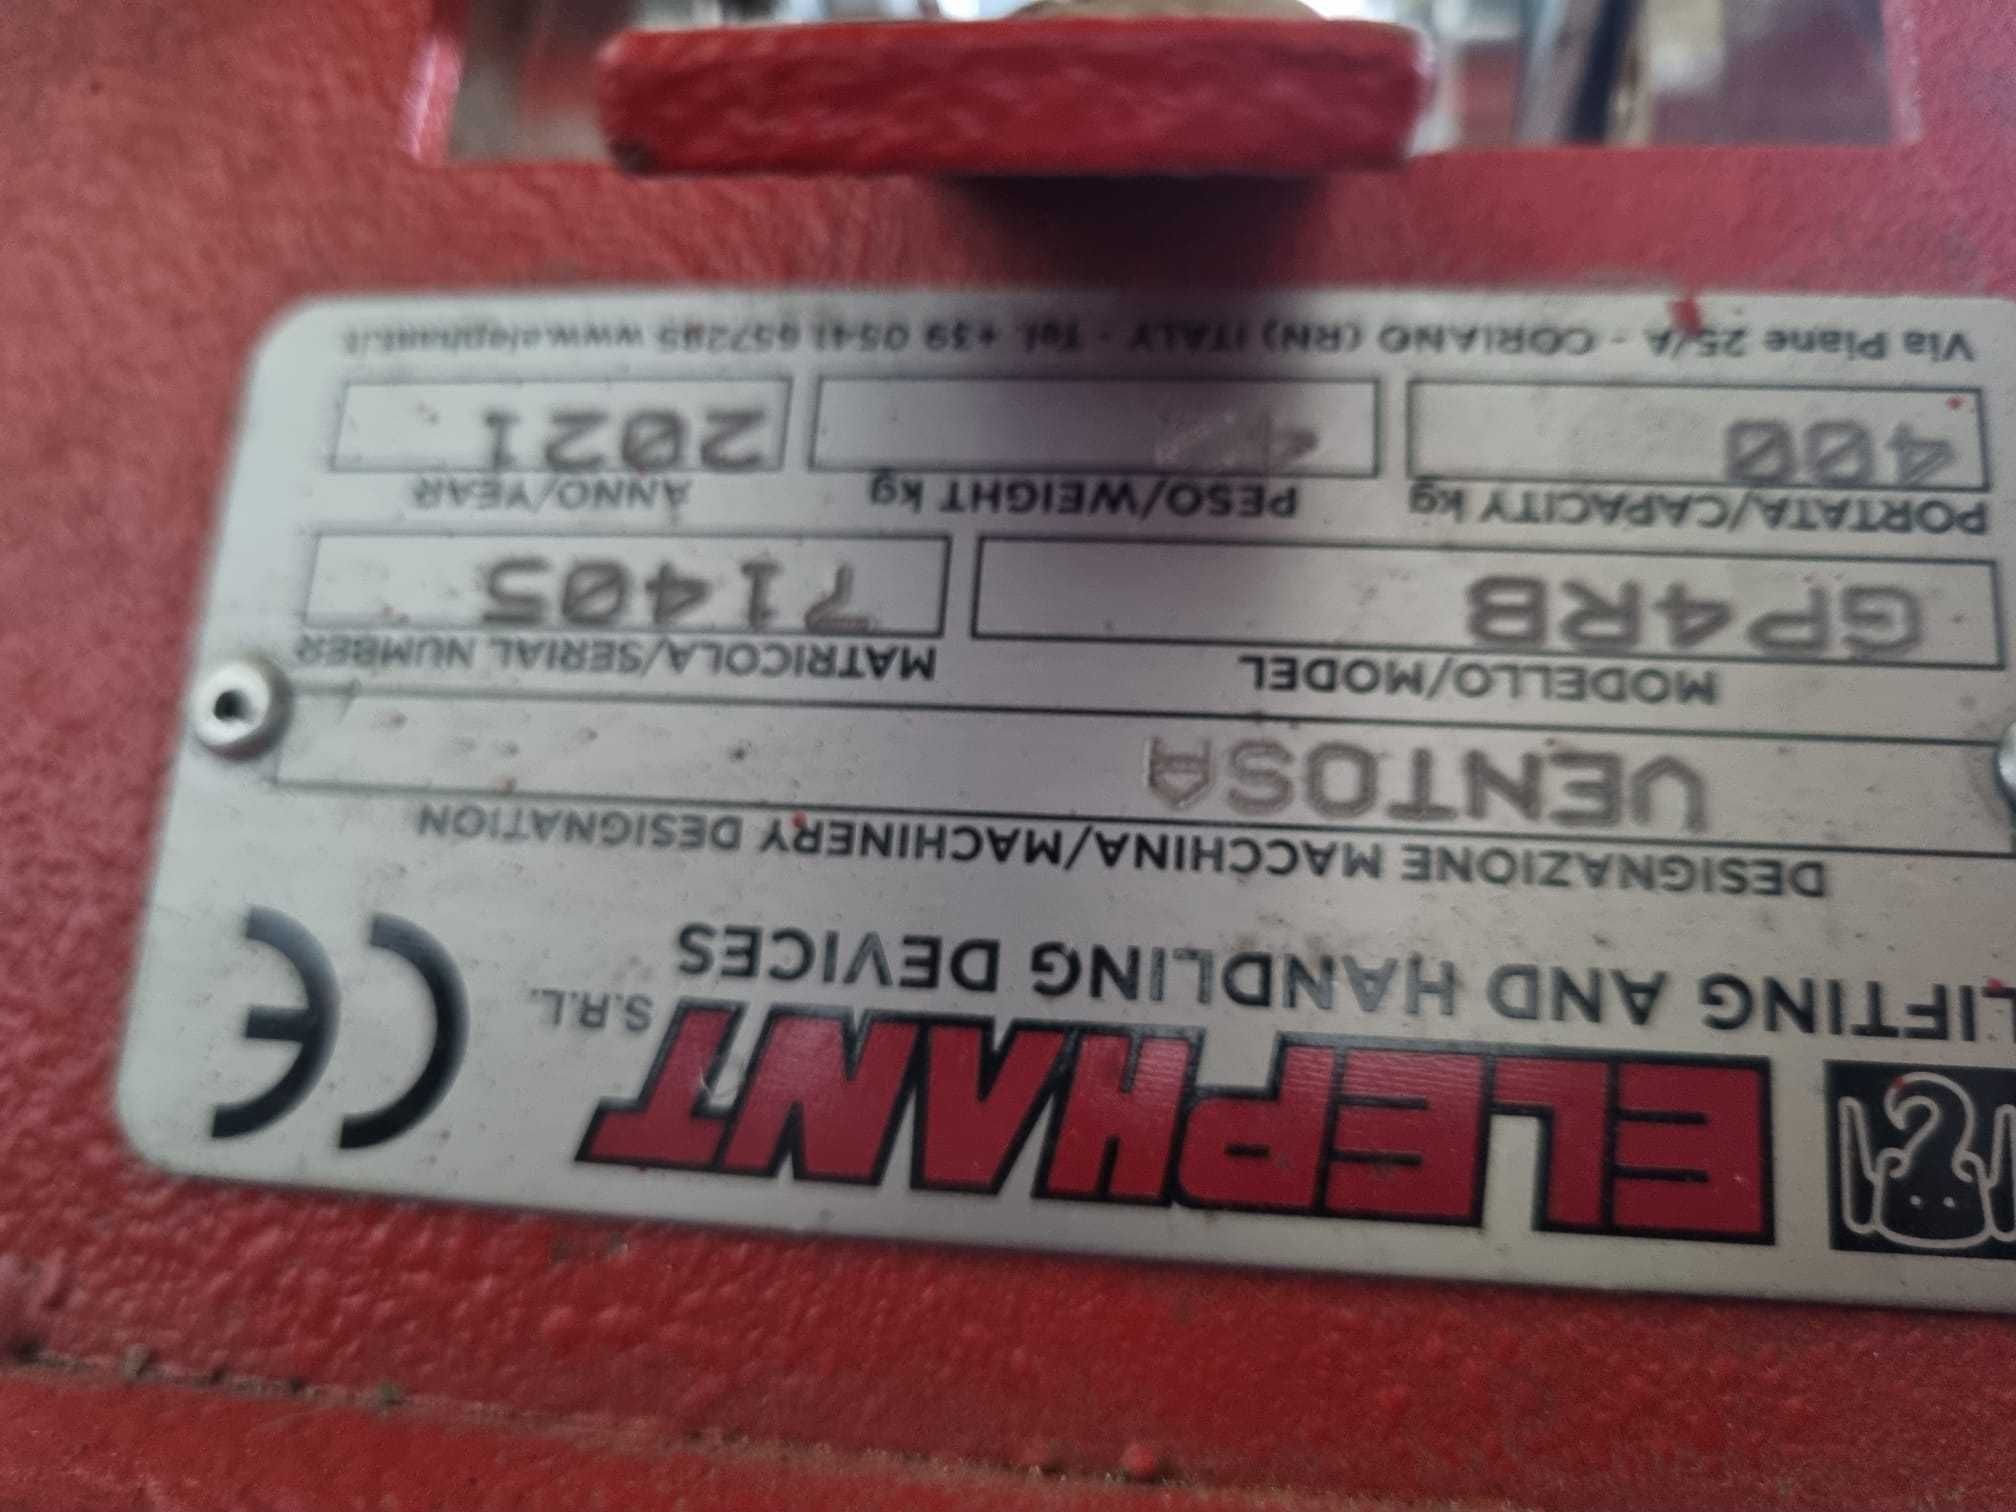 ELEPHANT S.R.L. CE
LIFTING AND HANDLING DEVICES
DESIGNAZIONE MACCHINA/MACHINERY DESIGNATION
VENTOSA
MODELLO/MODEL MATRICOLA/SERIAL NUMBER
GP4RB 71405
PORTATA/CAPACITY kg PESO/WEIGHT kg ANNO/YEAR
400 2021
Via Piane 25/A - CORIANO (RN) ITALY - Tel. +39 0541 657285 www.elephant.it